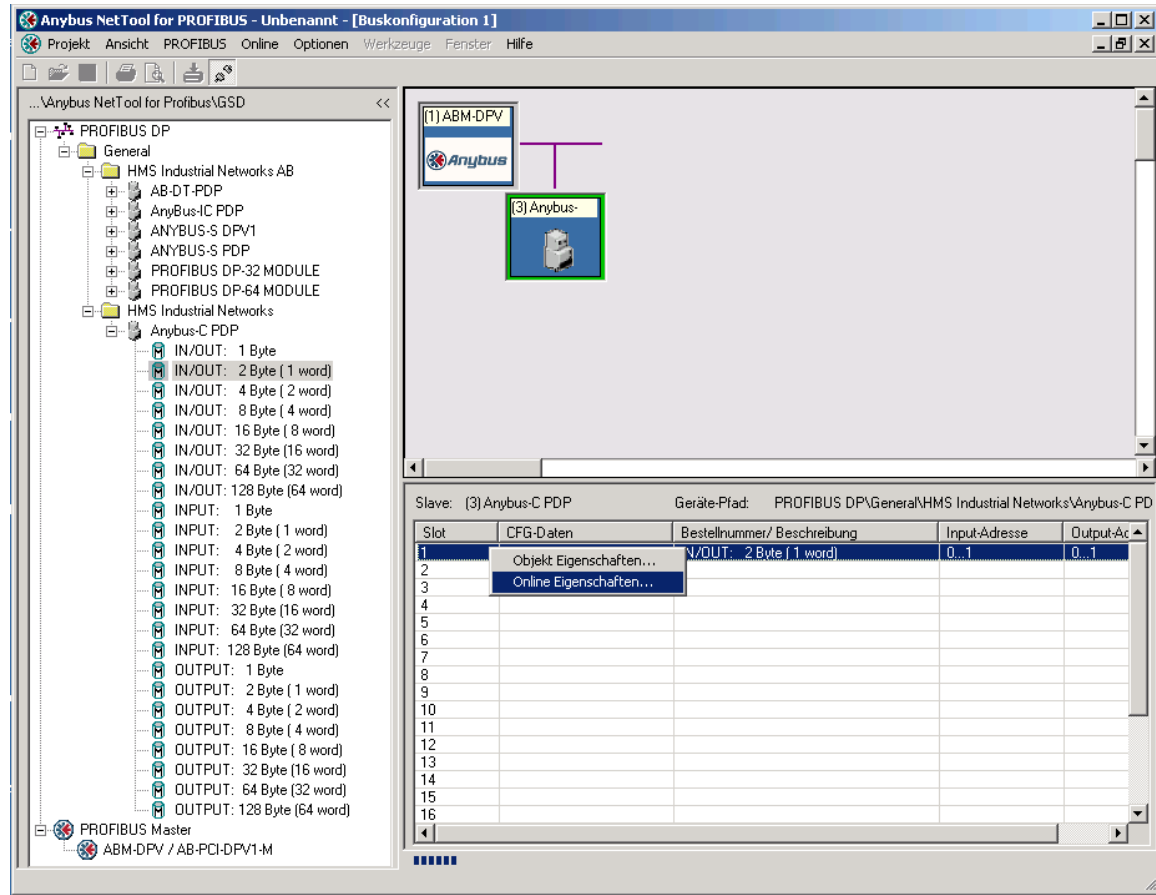 Anybus NetTool for PROFIBUS - Unbenannt - [Buskonfiguration 1]
Projekt Ansicht PROFIBUS Online Optionen Werkzeuge Fenster Hilfe
...\Anybus NetTool for Profibus\GSD <<
PROFIBUS DP
General
HMS Industrial Networks AB
AB-DT-PDP
AnyBus-IC PDP
ANYBUS-S DPV1
ANYBUS-S PDP
PROFIBUS DP-32 MODULE
PROFIBUS DP-64 MODULE
HMS Industrial Networks
Anybus-C PDP
IN/OUT: 1 Byte
IN/OUT: 2 Byte ( 1 word)
IN/OUT: 4 Byte ( 2 word)
IN/OUT: 8 Byte ( 4 word)
IN/OUT: 16 Byte ( 8 word)
IN/OUT: 32 Byte (16 word)
IN/OUT: 64 Byte (32 word)
IN/OUT: 128 Byte (64 word)
INPUT: 1 Byte
INPUT: 2 Byte ( 1 word)
INPUT: 4 Byte ( 2 word)
INPUT: 8 Byte ( 4 word)
INPUT: 16 Byte ( 8 word)
INPUT: 32 Byte (16 word)
INPUT: 64 Byte (32 word)
INPUT: 128 Byte (64 word)
OUTPUT: 1 Byte
OUTPUT: 2 Byte ( 1 word)
OUTPUT: 4 Byte ( 2 word)
OUTPUT: 8 Byte ( 4 word)
OUTPUT: 16 Byte ( 8 word)
OUTPUT: 32 Byte (16 word)
OUTPUT: 64 Byte (32 word)
OUTPUT: 128 Byte (64 word)
PROFIBUS Master
ABM-DPV / AB-PCI-DPV1-M
(1) ABM-DPV
Anybus
(3) Anybus-
Slave: (3) Anybus-C PDP Geräte-Pfad: PROFIBUS DP\General\HMS Industrial Networks\Anybus-C PD
Slot CFG-Daten Bestellnummer/ Beschreibung Input-Adresse Output-Ac
1 N/OUT: 2 Byte ( 1 word) 0...1 0...1
Objekt Eigenschaften...
Online Eigenschaften...
2
3
4
5
6
7
8
9
10
11
12
13
14
15
16